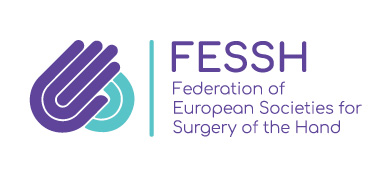 FESSH
Federation of
European Societies for
Surgery of the Hand